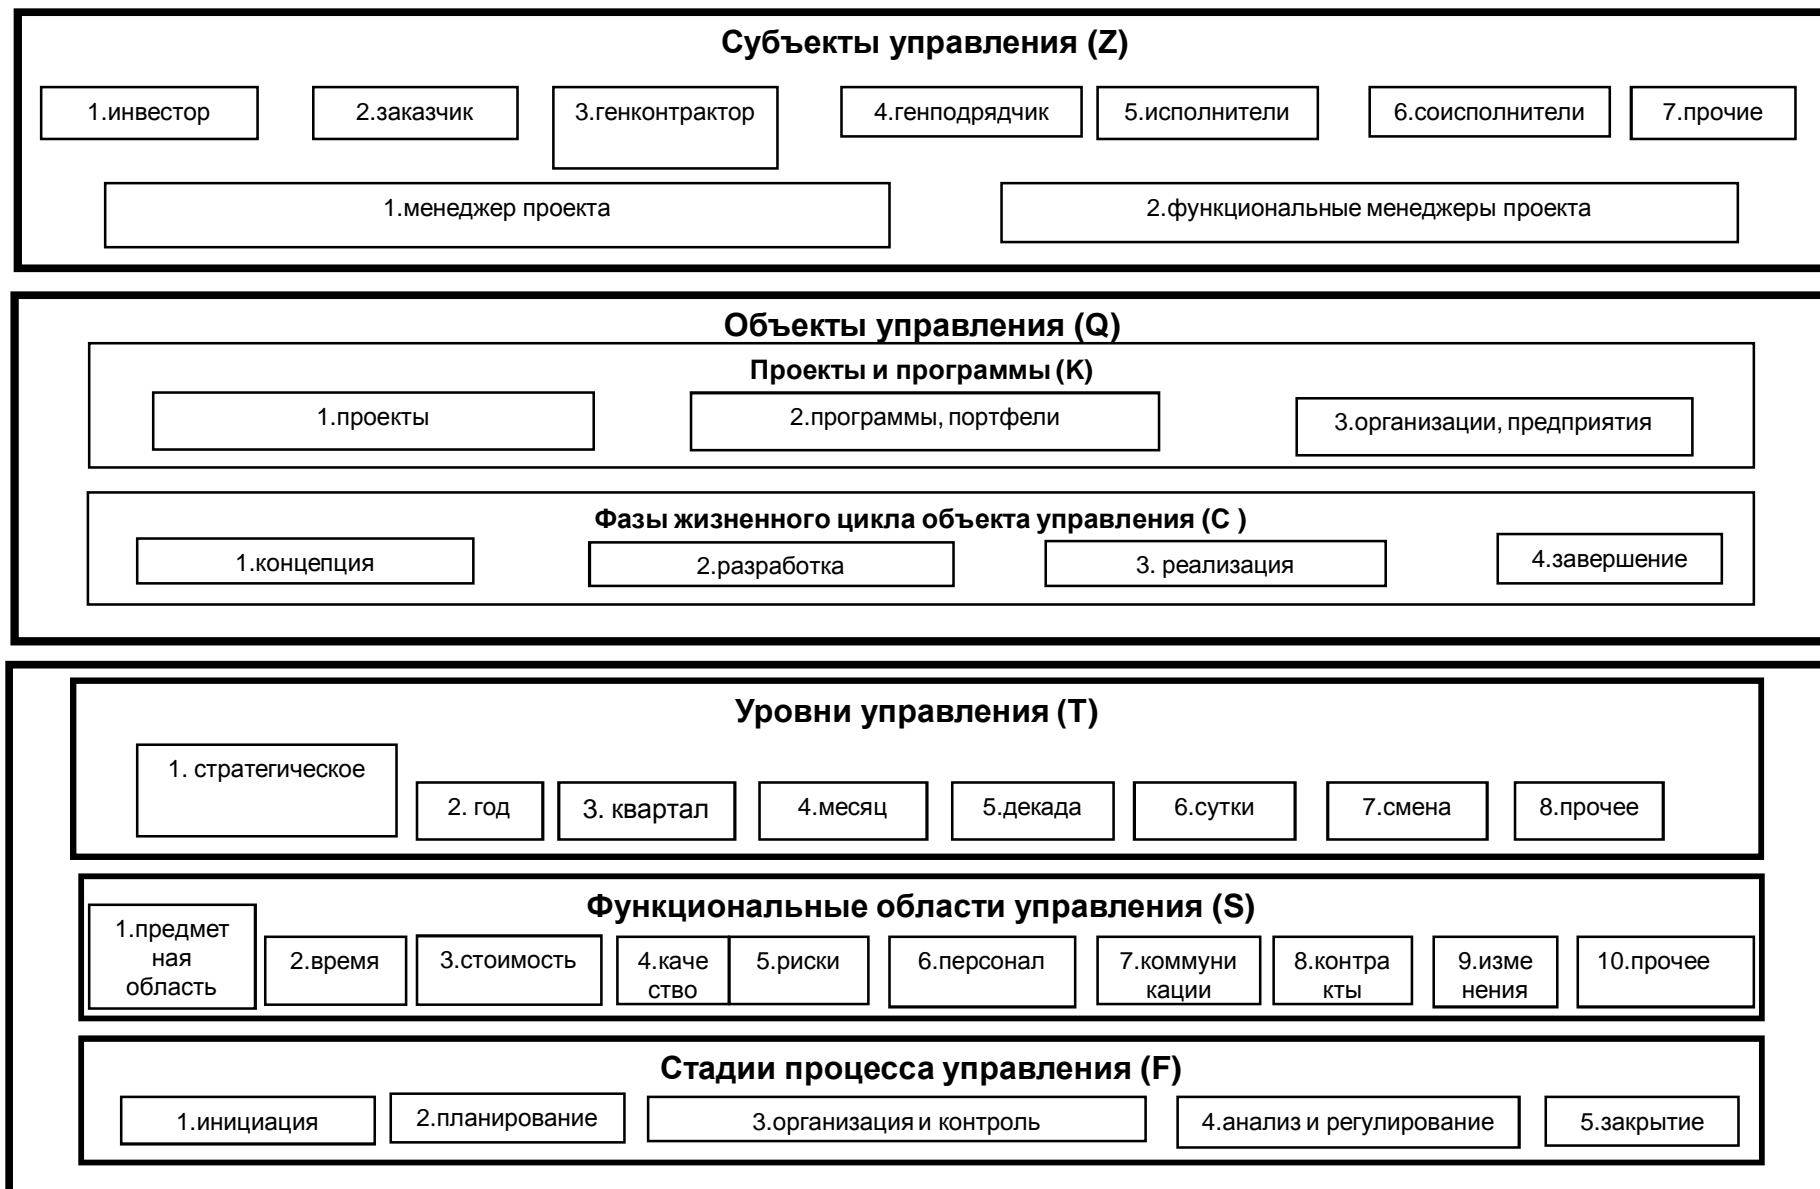 Субъекты управления (Z)
1.инвестор
2.заказчик
3.генконтрактор
4.генподрядчик
5.исполнители
6.соисполнители
7.прочие
1.менеджер проекта
2.функциональные менеджеры проекта
Объекты управления (Q)
Проекты и программы (K)
1.проекты
2.программы, портфели
3.организации, предприятия
Фазы жизненного цикла объекта управления (С )
1.концепция
2.разработка
3. реализация
4.завершение
Уровни управления (Т)
1. стратегическое
2. год
3. квартал
4.месяц
5.декада
6.сутки
7.смена
8.прочее
Функциональные области управления (S)
1.предмет
ная
область
2.время
3.стоимость
4.каче
ство
5.риски
6.персонал
7.коммуни
кации
8.контра
кты
9.изме
нения
10.прочее
Стадии процесса управления (F)
1.инициация
2.планирование
3.организация и контроль
4.анализ и регулирование
5.закрытие